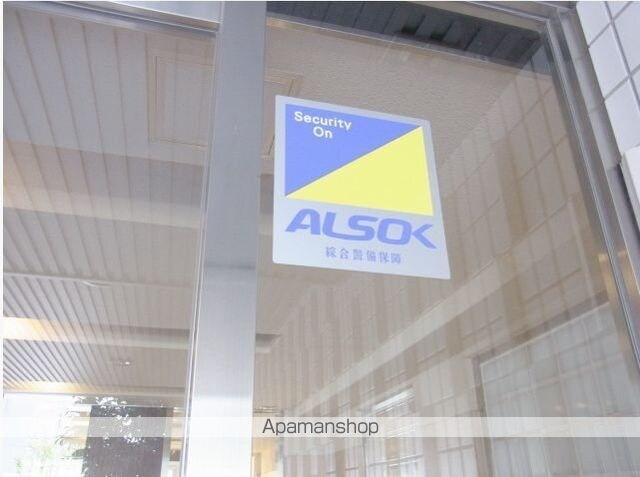 Security
On
ALSOK
綜合警備保障
Apamanshop